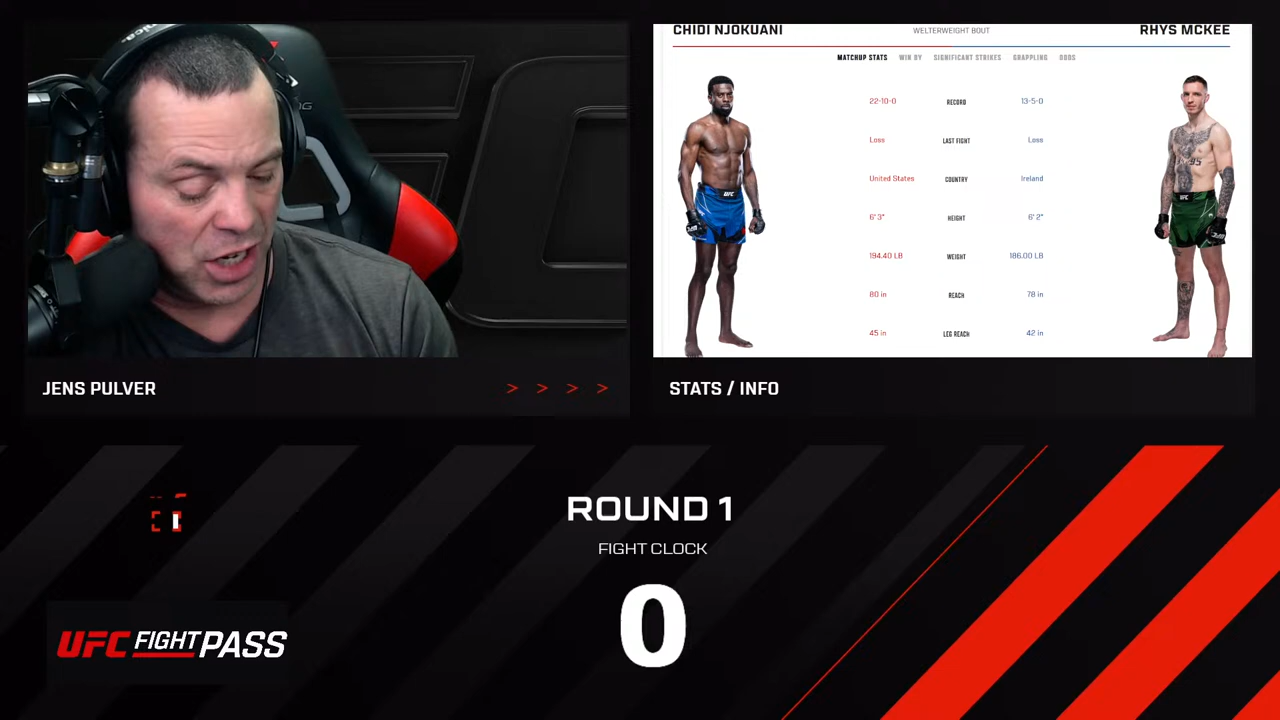 CHIDI NJOKUANI
WELTERWEIGHT BOUT
RHYS MCKEE
MATCHUP STATS WIN BY SIGNIFICANT STRIKES GRAPPLING ODDS
22-10-0 RECORD 13-5-0
Loss LAST FIGHT Loss
United States COUNTRY Ireland
6' 3" HEIGHT 6' 2"
194.40 LB WEIGHT 186.00 LB
80 in REACH 78 in
45 in LEG REACH 42 in
UFC
UFC
JENS PULVER > > > >
STATS / INFO
ROUND 1
FIGHT CLOCK
0
UFC FIGHT PASS